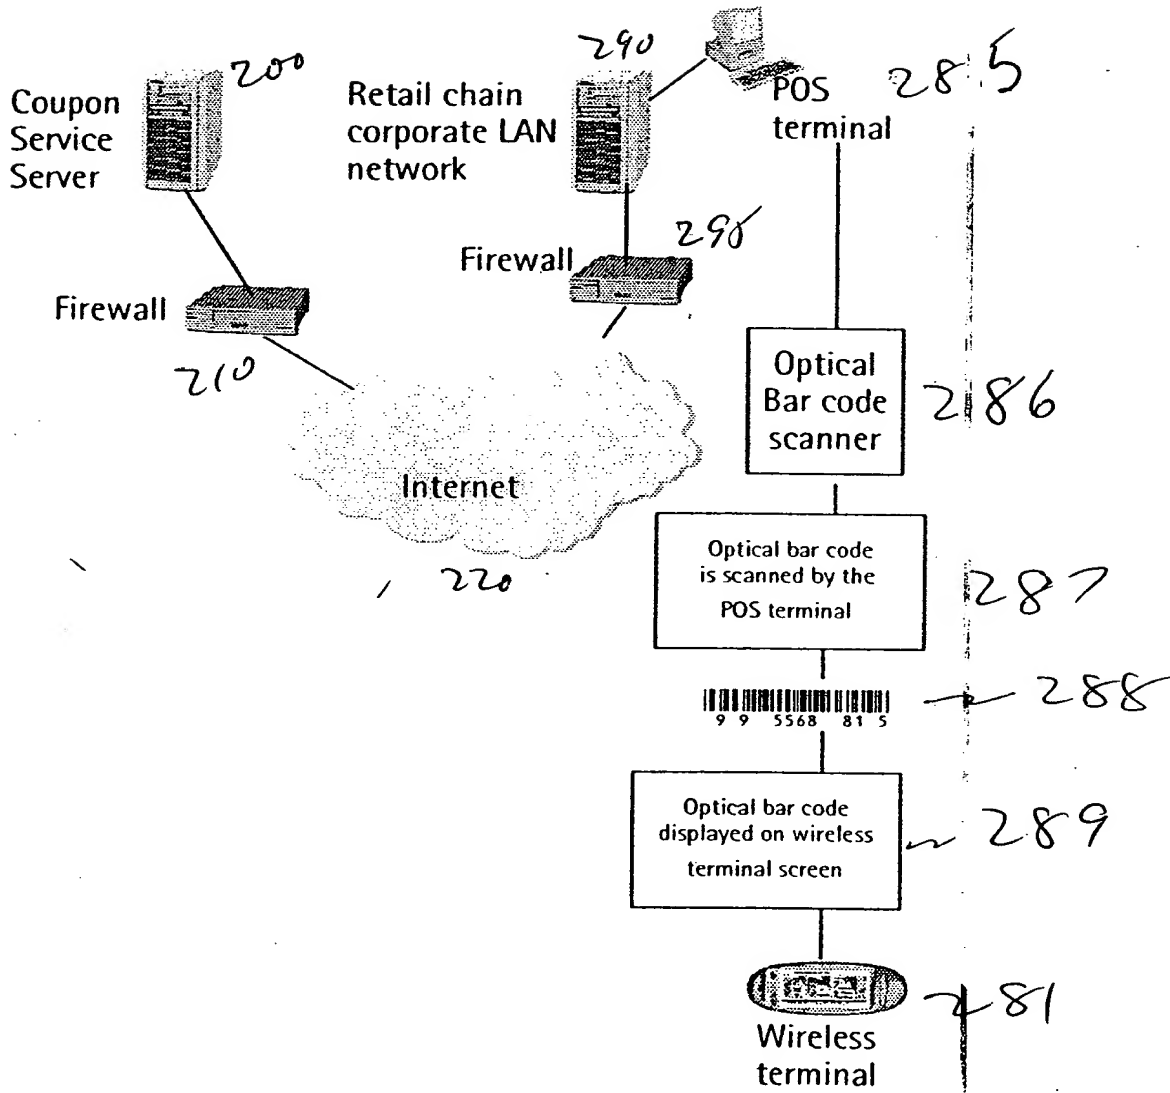 200
Coupon
Service
Server
290
Retail chain
corporate LAN
network
POS
terminal
285
Firewall
295
Firewall
210
Optical
Bar code
scanner
286
Internet
220
Optical bar code
is scanned by the
POS terminal
287
9 9 5568 81 5
288
Optical bar code
displayed on wireless
terminal screen
289
281
Wireless
terminal